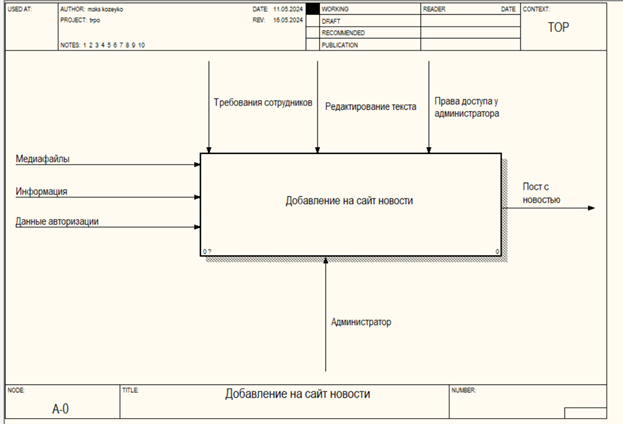 USED AT:
AUTHOR: maks kozeyko
DATE: 11.05.2024
WORKING
READER
DATE
CONTEXT:
PROJECT: trpo
REV: 16.05.2024
DRAFT
TOP
RECOMMENDED
NOTES: 1 2 3 4 5 6 7 8 9 10
PUBLICATION
Требования сотрудников
Редактирование текста
Права доступа у
администратора
Медиафайлы
Информация
Данные авторизации
Добавление на сайт новости
0 ?
0
Пост с
новостью
Администратор
NODE:
TITLE:
NUMBER:
A-0
Добавление на сайт новости